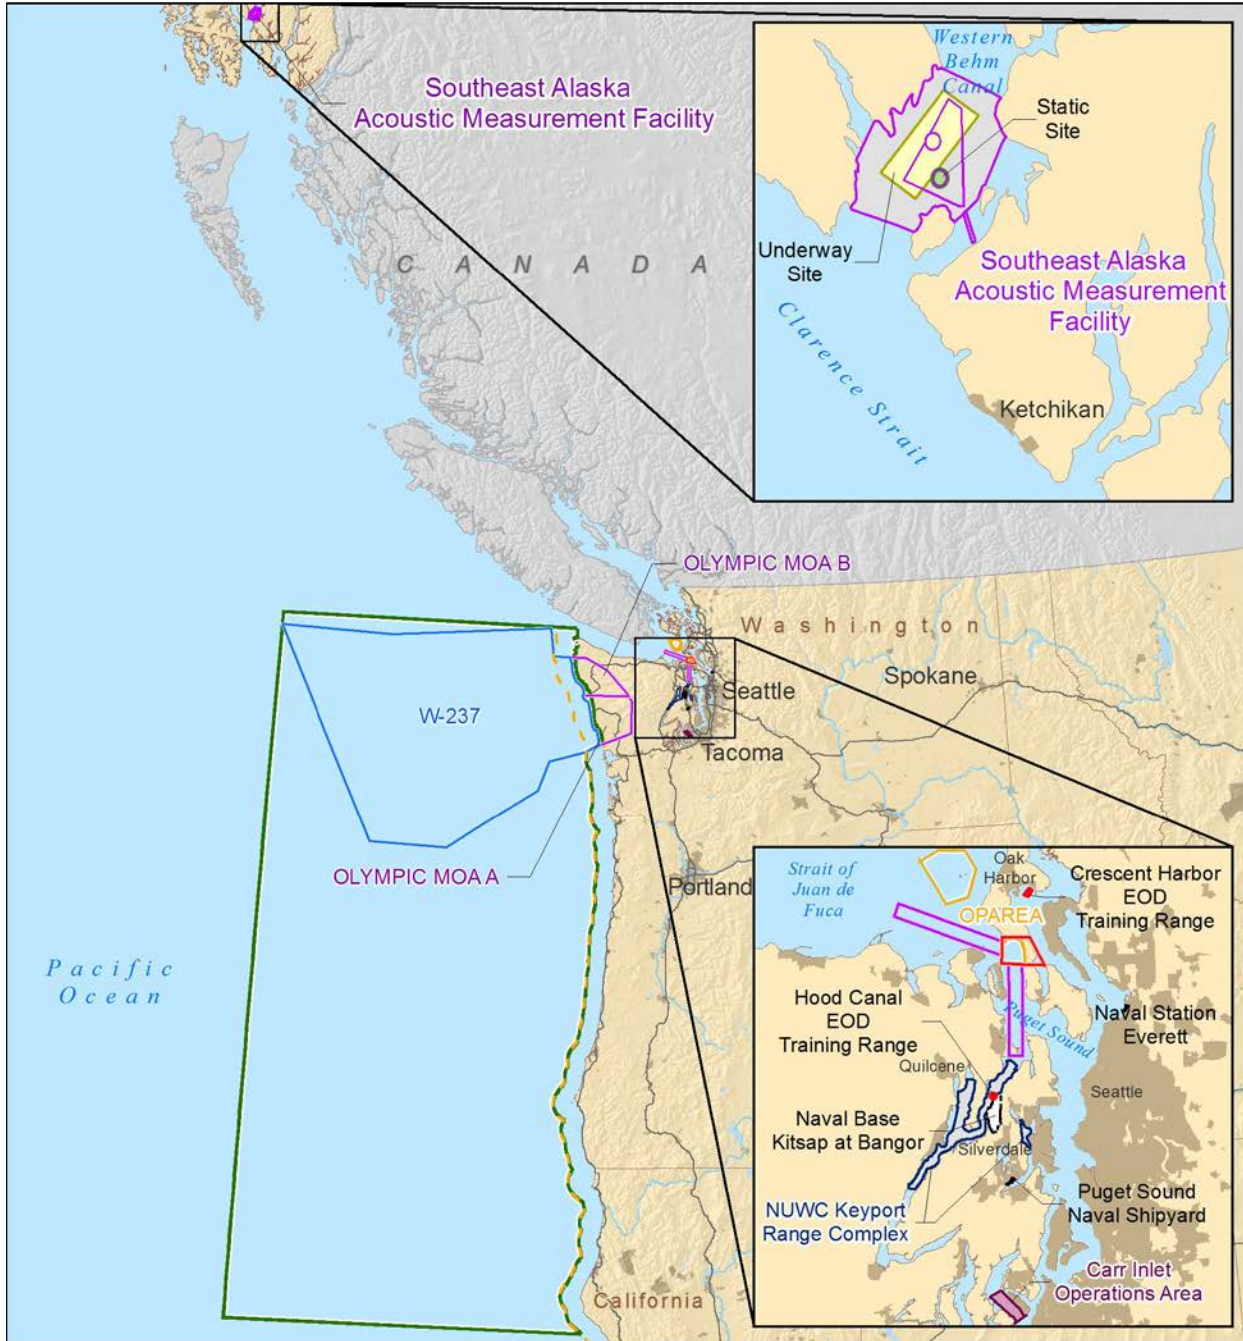 Southeast Alaska
Acoustic Measurement Facility
Western
Behm
Canal
Static
Site
Underway
Site
Southeast Alaska
Acoustic Measurement
Facility
Clarence Strait
Ketchikan
CANADA
OLYMPIC MOA B
Washington
Spokane
Seattle
Tacoma
W-237
OLYMPIC MOA A
Portland
Pacific
Ocean
California
Strait of
Juan de
Fuca
Oak
Harbor
Crescent Harbor
EOD
Training Range
OPAREA
Hood Canal
EOD
Training Range
Puget Sound
Naval Station
Everett
Quilcene
Seattle
Naval Base
Kitsap at Bangor
Silverdale
NUWC Keyport
Range Complex
Puget Sound
Naval Shipyard
Carr Inlet
Operations Area